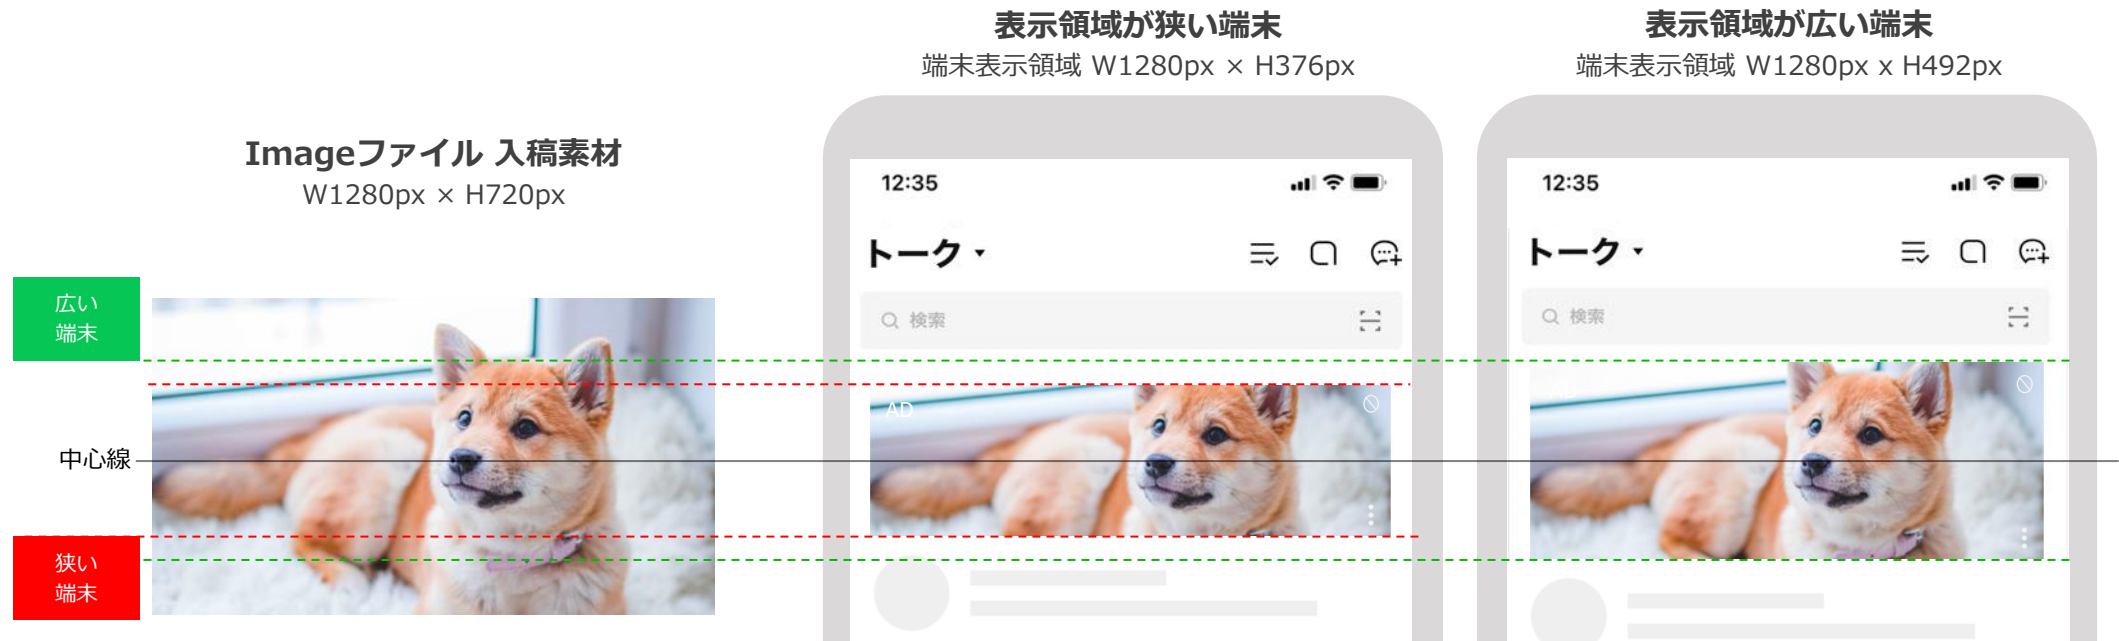 表示領域が狭い端末
端末表示領域 W1280px × H376px
表示領域が広い端末
端末表示領域 W1280px x H492px
Imageファイル 入稿素材
W1280px × H720px
広い
端末
中心線
狭い
端末
12:35
トーク
検索
AD
12:35
トーク
検索
AD